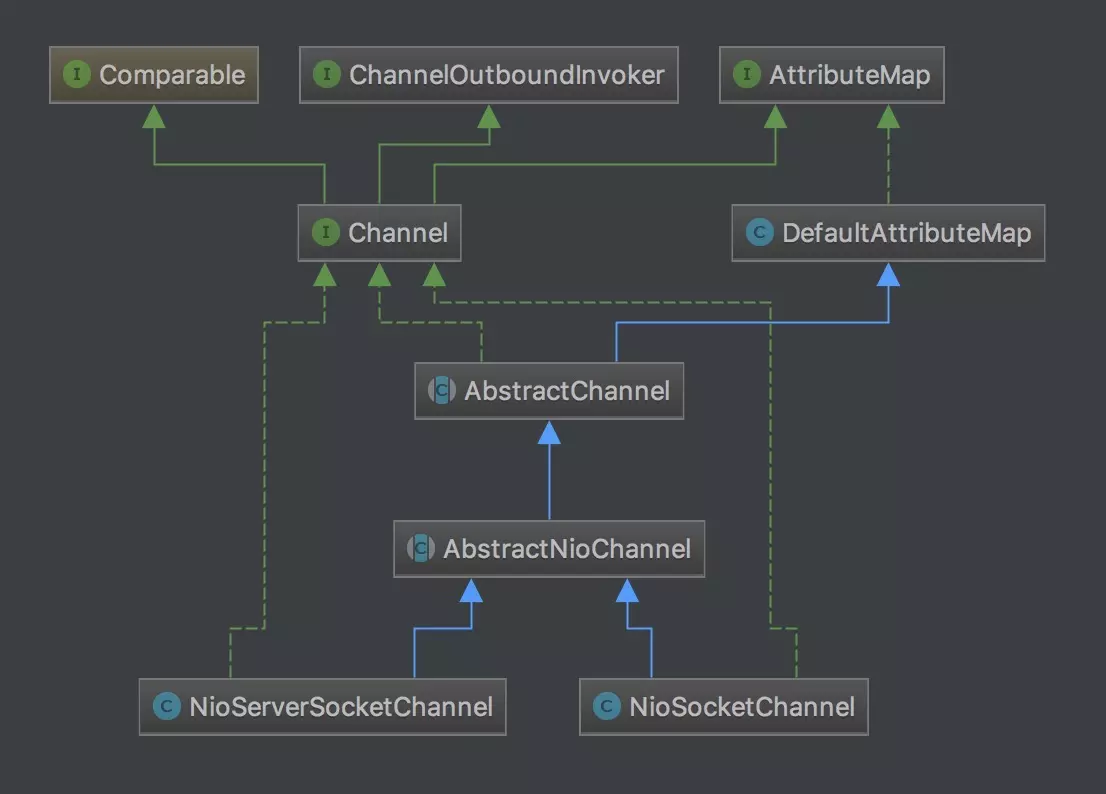 I Comparable
I ChannelOutboundInvoker
I AttributeMap
I Channel
C DefaultAttributeMap
C AbstractChannel
C AbstractNioChannel
C NioServerSocketChannel
C NioSocketChannel